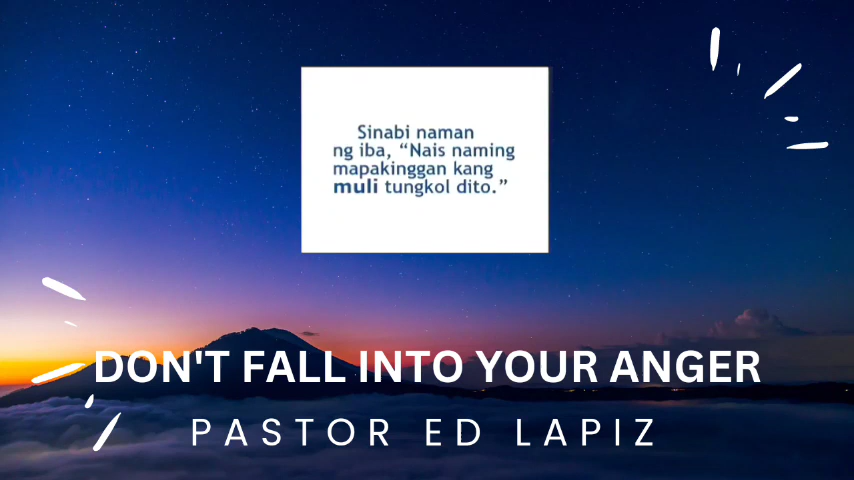 Sinabi naman
ng iba, “Nais naming
mapakinggan kang
muli tungkol dito.”
DON'T FALL INTO YOUR ANGER
PASTOR ED LAPIZ